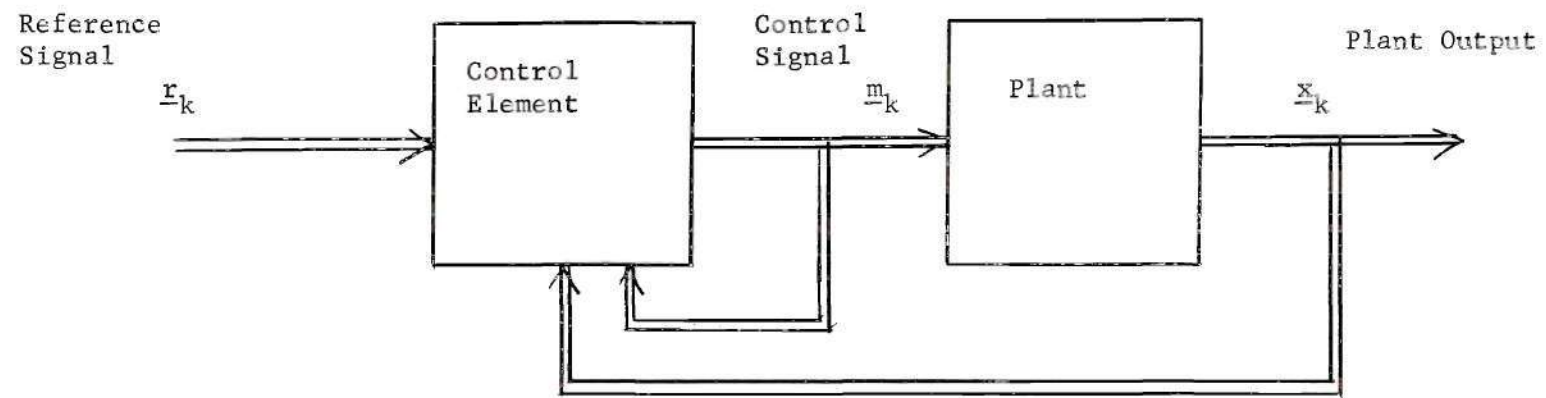 Reference
Signal
r_k
Control
Element
Control
Signal
m_k
Plant
x_k
Plant Output